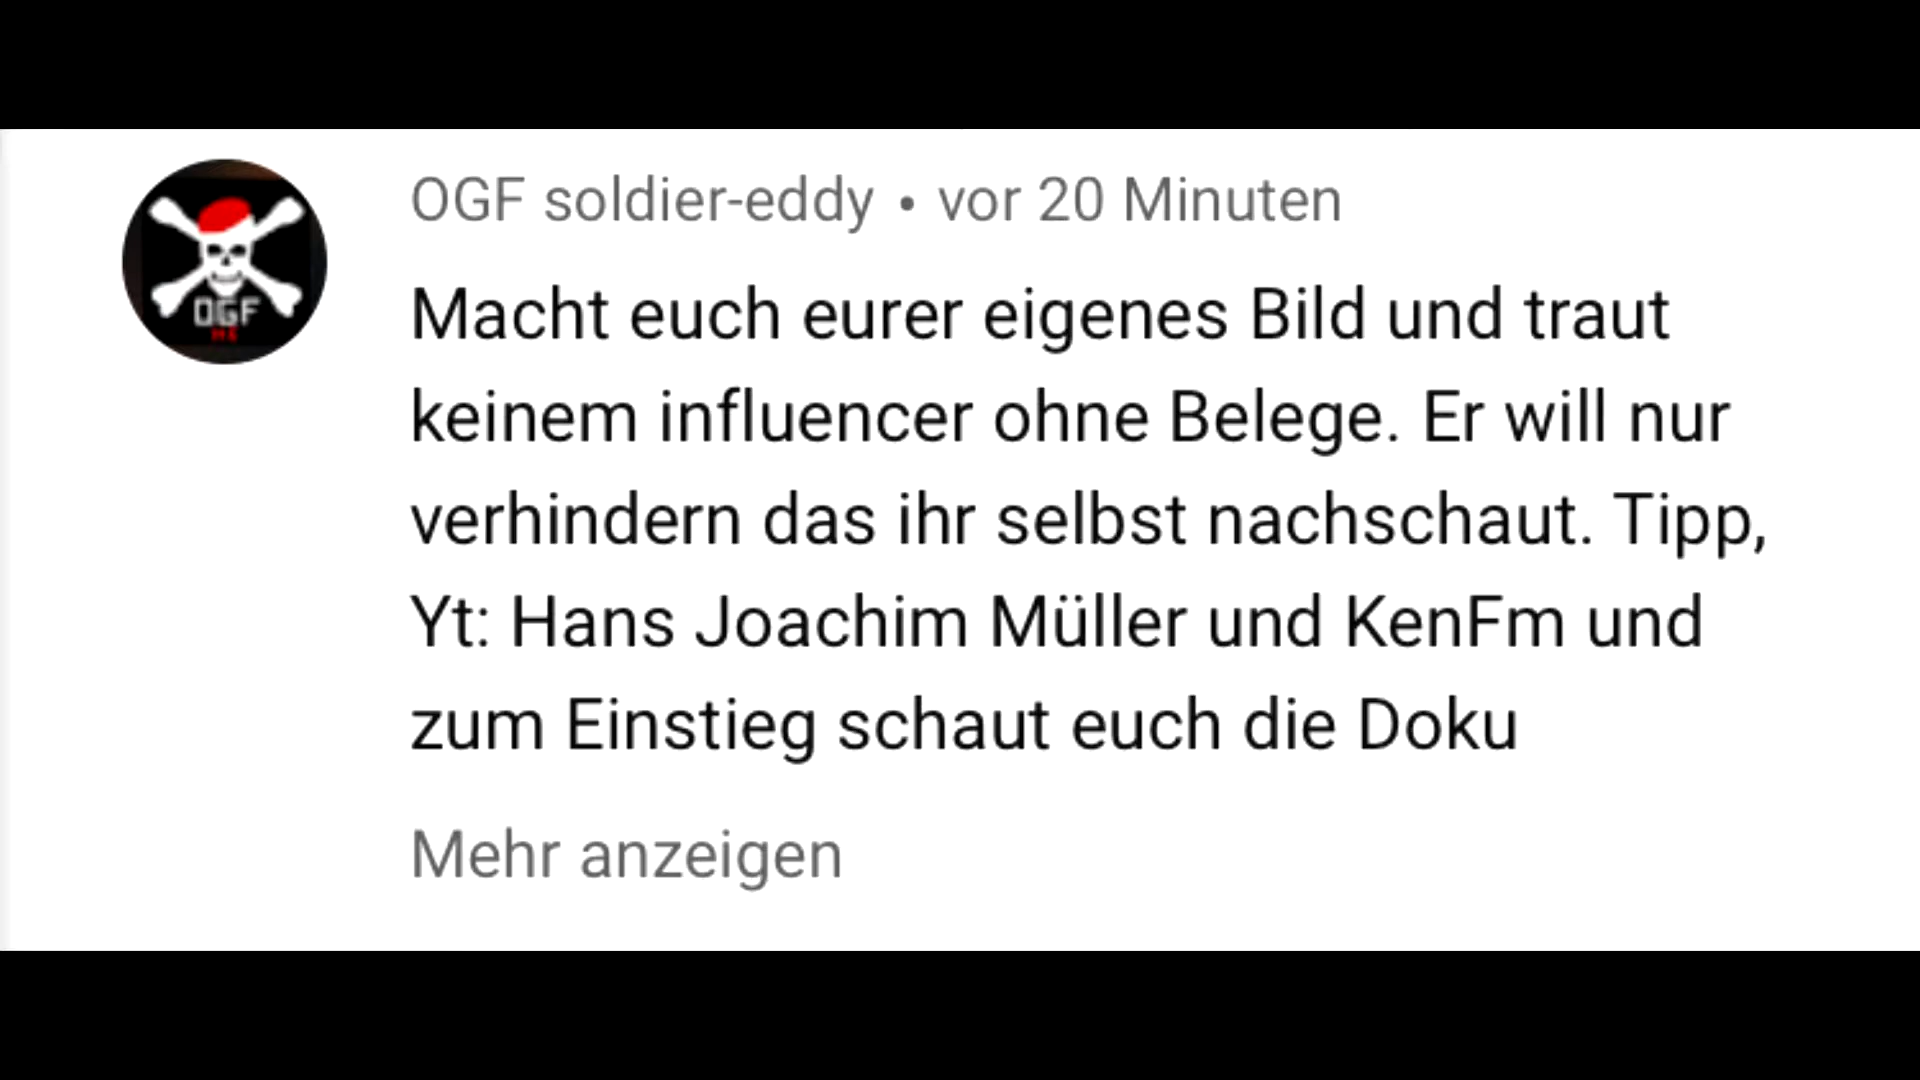 OGF soldier-eddy • vor 20 Minuten
Macht euch eurer eigenes Bild und traut
keinem influencer ohne Belege. Er will nur
verhindern das ihr selbst nachschaut. Tipp,
Yt: Hans Joachim Müller und KenFm und
zum Einstieg schaut euch die Doku
Mehr anzeigen
OGF